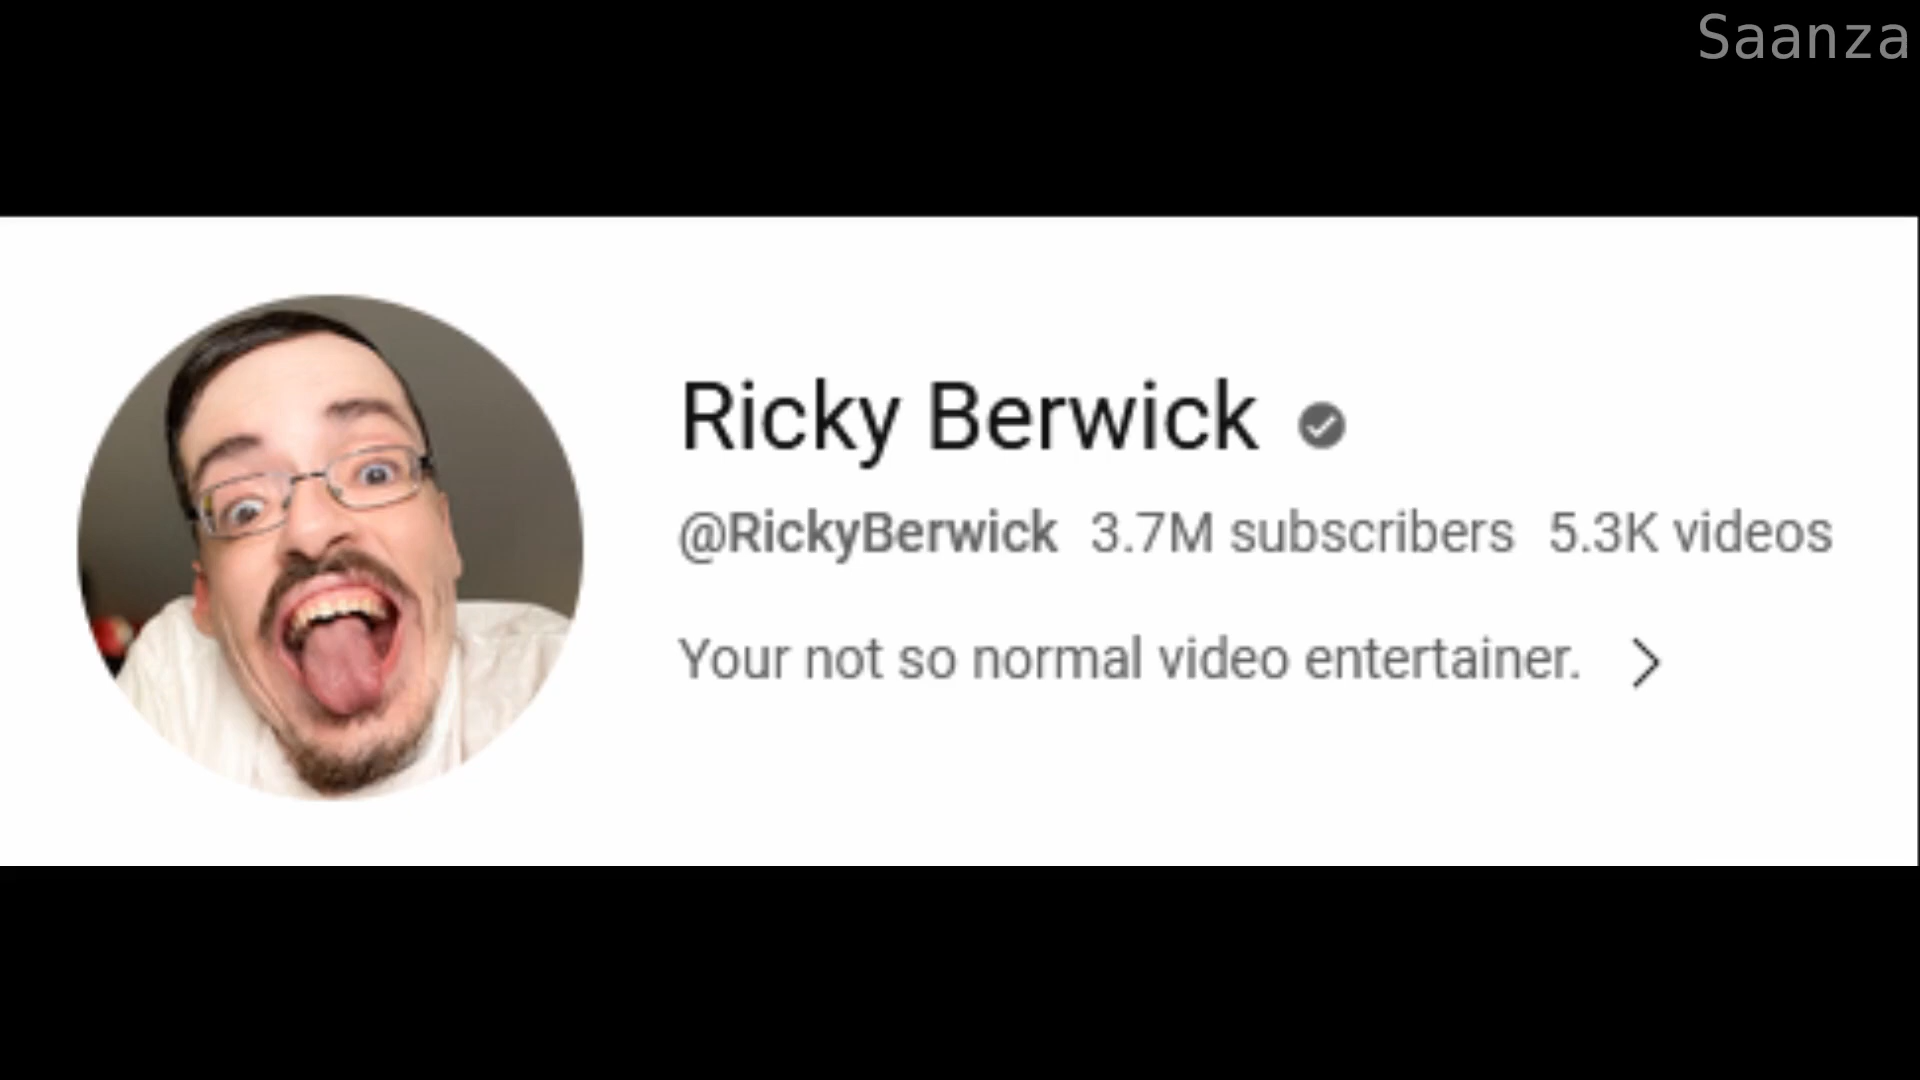 Saanza
Ricky Berwick
@RickyBerwick 3.7M subscribers 5.3K videos
Your not so normal video entertainer.